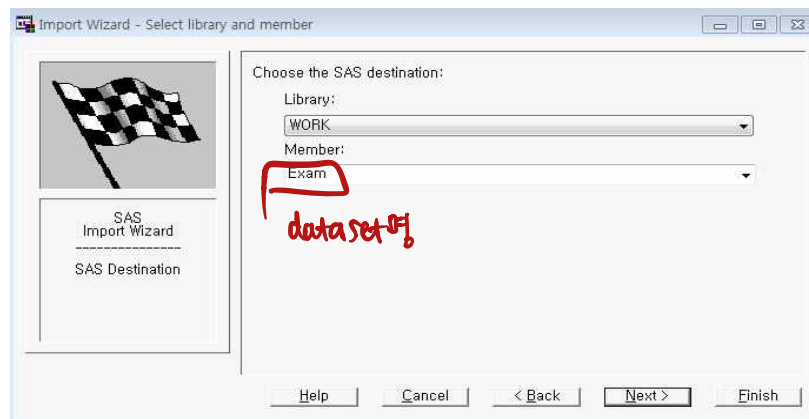 Import Wizard - Select library and member
Choose the SAS destination:
Library:
WORK
Member:
Exam
dataset명
SAS
Import Wizard
---------------
SAS Destination
Help
Cancel
< Back
Next >
Finish